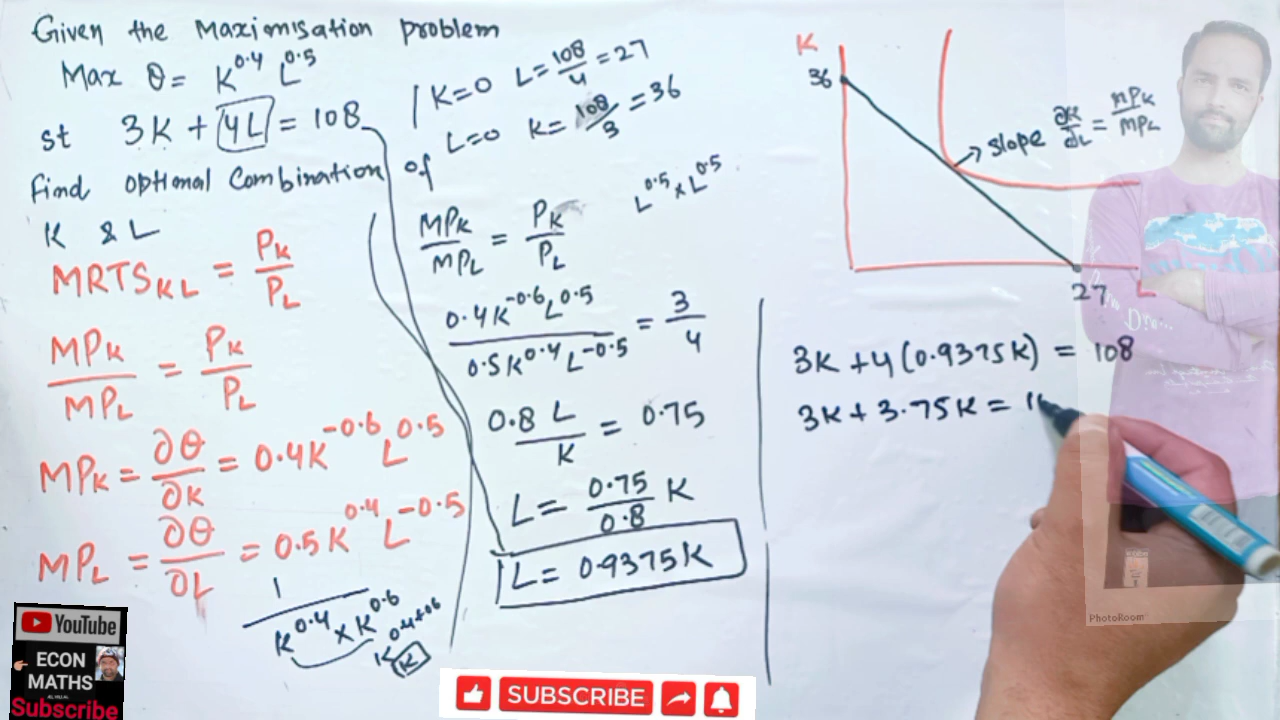 Given the Maximisation problem
Max Q = K^0.4 L^0.5
st 3K + 4L = 108
Find optional Combination of
K & L
MRTS_KL = P_K/P_L
MP_K/MP_L = P_K/P_L
MP_K = ∂Q/∂K = 0.4K^-0.6 L^0.5
MP_L = ∂Q/∂L = 0.5K^0.4 L^-0.5
1/(K^0.4 × K^0.6)
K^0.4+0.6
K
K=0 L=108/4=27
L=0 K=108/3=36
L^0.5 × L^0.5
MP_K/MP_L = P_K/P_L
0.4K^-0.6 L^0.5/0.5K^0.4 L^-0.5 = 3/4
0.8 L/K = 0.75
L = 0.75/0.8 K
L = 0.9375K
K
36
slope ∂K/∂L = MP_K/MP_L
27
L
3K + 4(0.9375K) = 108
3K + 3.75K =
YouTube
ECON
MATHS
Subscribe
SUBSCRIBE
PhotoRoom